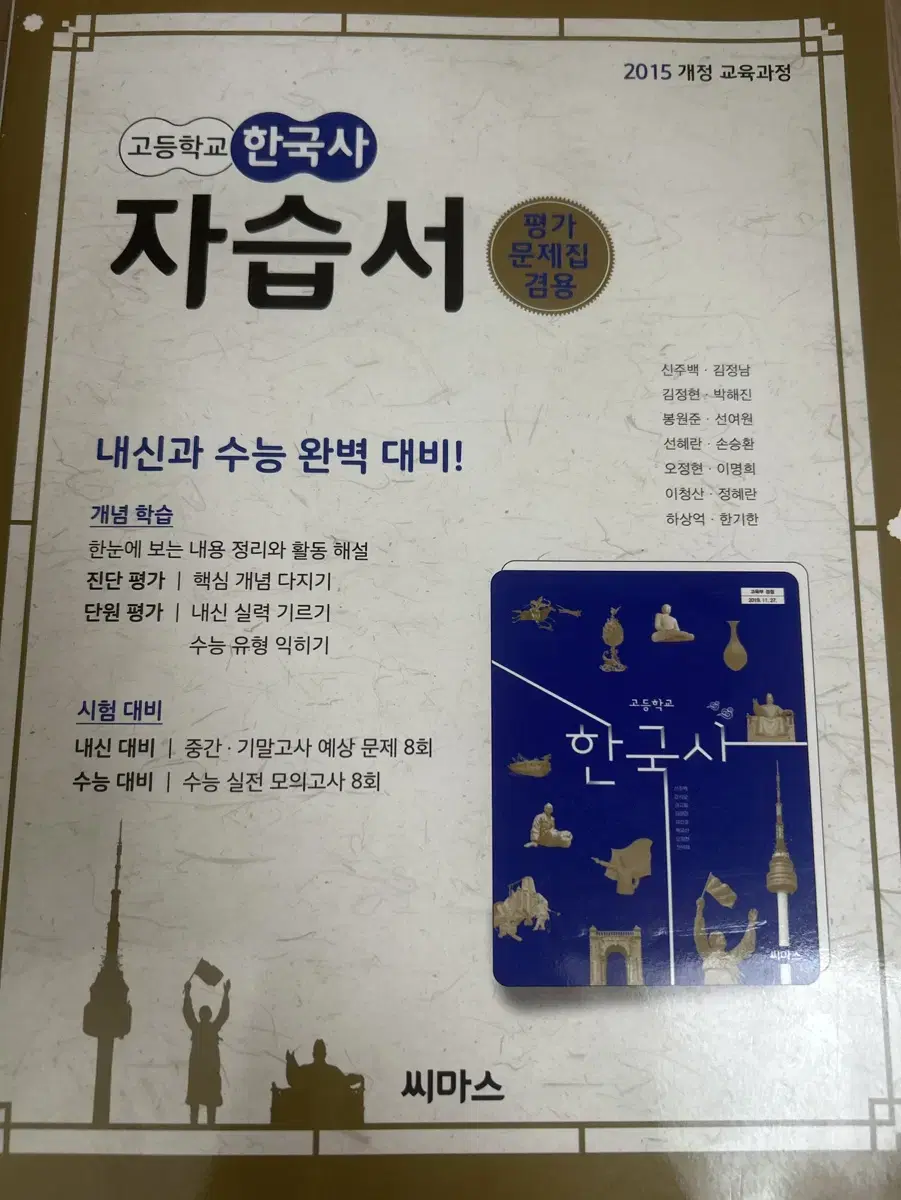 2015 개정 교육과정
고등학교 한국사
자습서
평가
문제집
겸용
신주백 · 김정남
김정현 · 박해진
봉원준 · 선여원
선혜란 · 손승환
오정현 · 이명희
이청산 · 정혜란
하상억 · 한기한
내신과 수능 완벽 대비!
개념 학습
한눈에 보는 내용 정리와 활동 해설
진단 평가 | 핵심 개념 다지기
단원 평가 | 내신 실력 기르기
수능 유형 익히기
시험 대비
내신 대비 | 중간 · 기말고사 예상 문제 8회
수능 대비 | 수능 실전 모의고사 8회
교육부 검정
2019. 11. 27.
고등학교
한국사
씨마스
씨마스